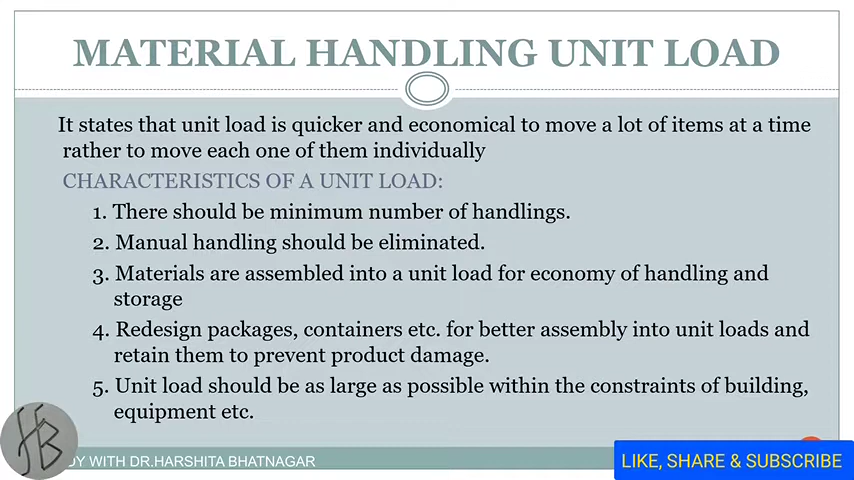 MATERIAL HANDLING UNIT LOAD
It states that unit load is quicker and economical to move a lot of items at a time
rather to move each one of them individually
CHARACTERISTICS OF A UNIT LOAD:
1. There should be minimum number of handlings.
2. Manual handling should be eliminated.
3. Materials are assembled into a unit load for economy of handling and
storage
4. Redesign packages, containers etc. for better assembly into unit loads and
retain them to prevent product damage.
5. Unit load should be as large as possible within the constraints of building,
equipment etc.
HB
DY WITH DR.HARSHITA BHATNAGAR
LIKE, SHARE & SUBSCRIBE